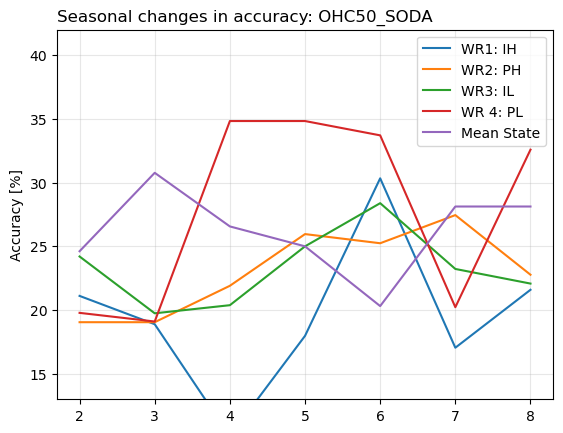 Seasonal changes in accuracy: OHC50_SODA
Accuracy [%]
40
35
30
25
20
15
2 3 4 5 6 7 8
WR1: IH
WR2: PH
WR3: IL
WR 4: PL
Mean State